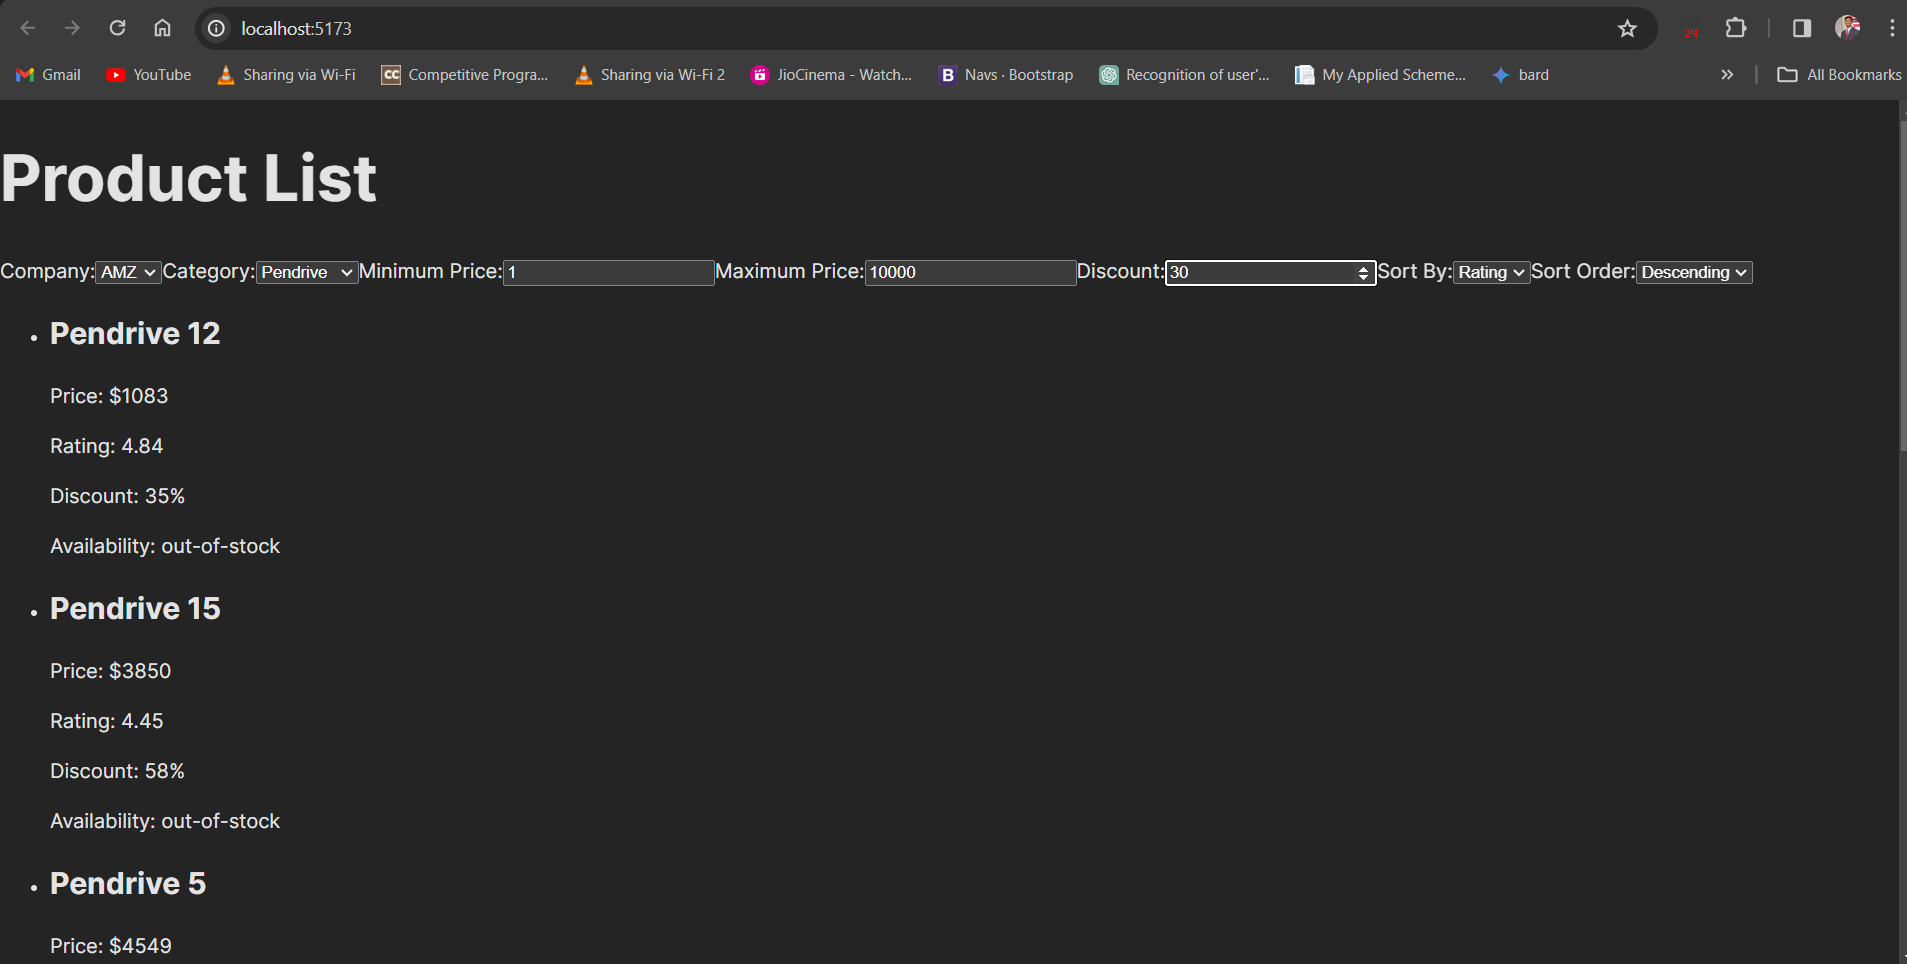 localhost:5173
24
Gmail YouTube Sharing via Wi-Fi CC Competitive Progra... Sharing via Wi-Fi 2 JioCinema - Watch... B Navs · Bootstrap Recognition of user'... My Applied Scheme... bard » All Bookmarks
Product List
Company: AMZ Category: Pendrive Minimum Price: 1 Maximum Price: 10000 Discount: 30 Sort By: Rating Sort Order: Descending
• Pendrive 12
Price: $1083
Rating: 4.84
Discount: 35%
Availability: out-of-stock
• Pendrive 15
Price: $3850
Rating: 4.45
Discount: 58%
Availability: out-of-stock
• Pendrive 5
Price: $4549